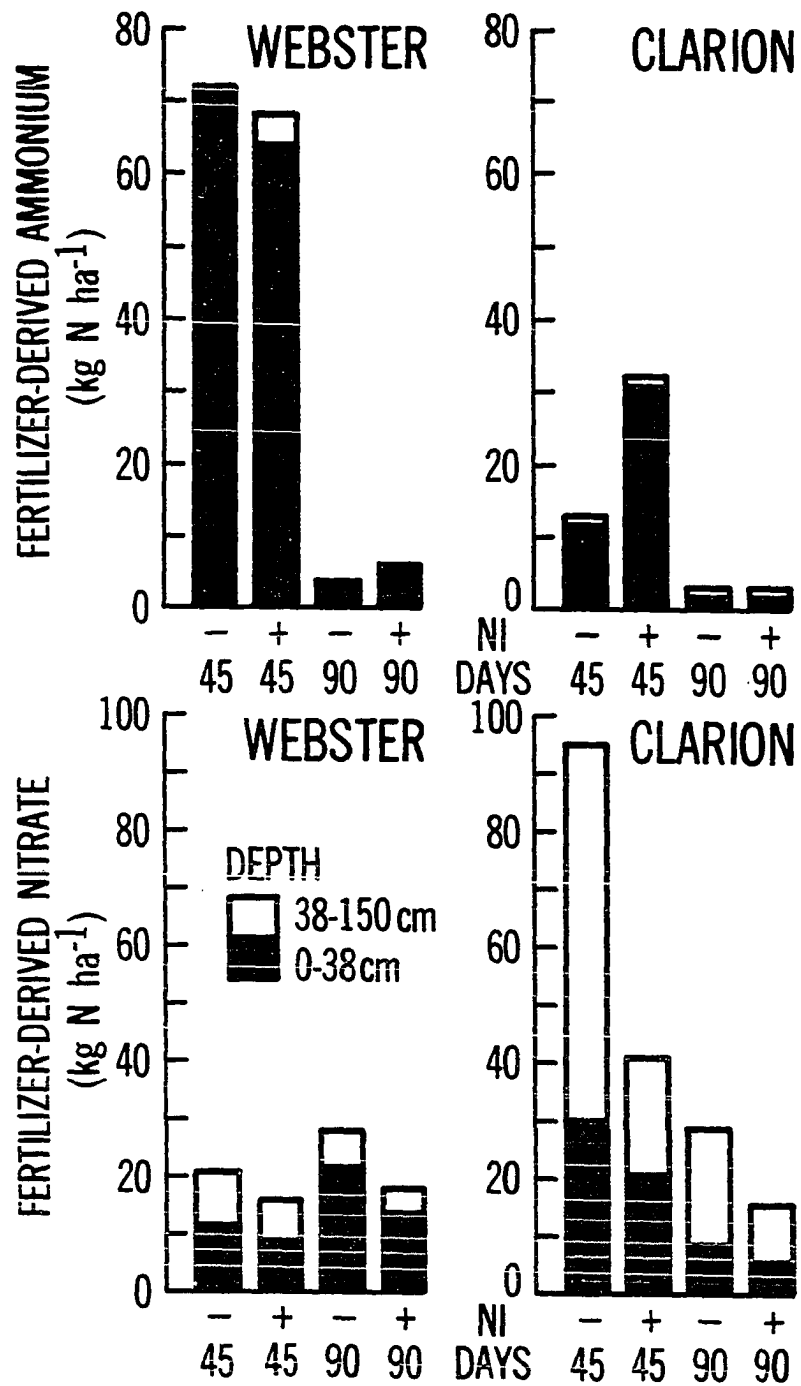 FERTILIZER-DERIVED AMMONIUM
(kg N ha⁻¹)
80
60
40
20
0
WEBSTER
80
60
40
20
0
CLARION
− + − + NI − + − +
45 45 90 90 DAYS 45 45 90 90
FERTILIZER-DERIVED NITRATE
(kg N ha⁻¹)
100
80
60
40
20
0
WEBSTER
DEPTH
38-150 cm
0-38 cm
100
80
60
40
20
0
CLARION
− + − + NI − + − +
45 45 90 90 DAYS 45 45 90 90